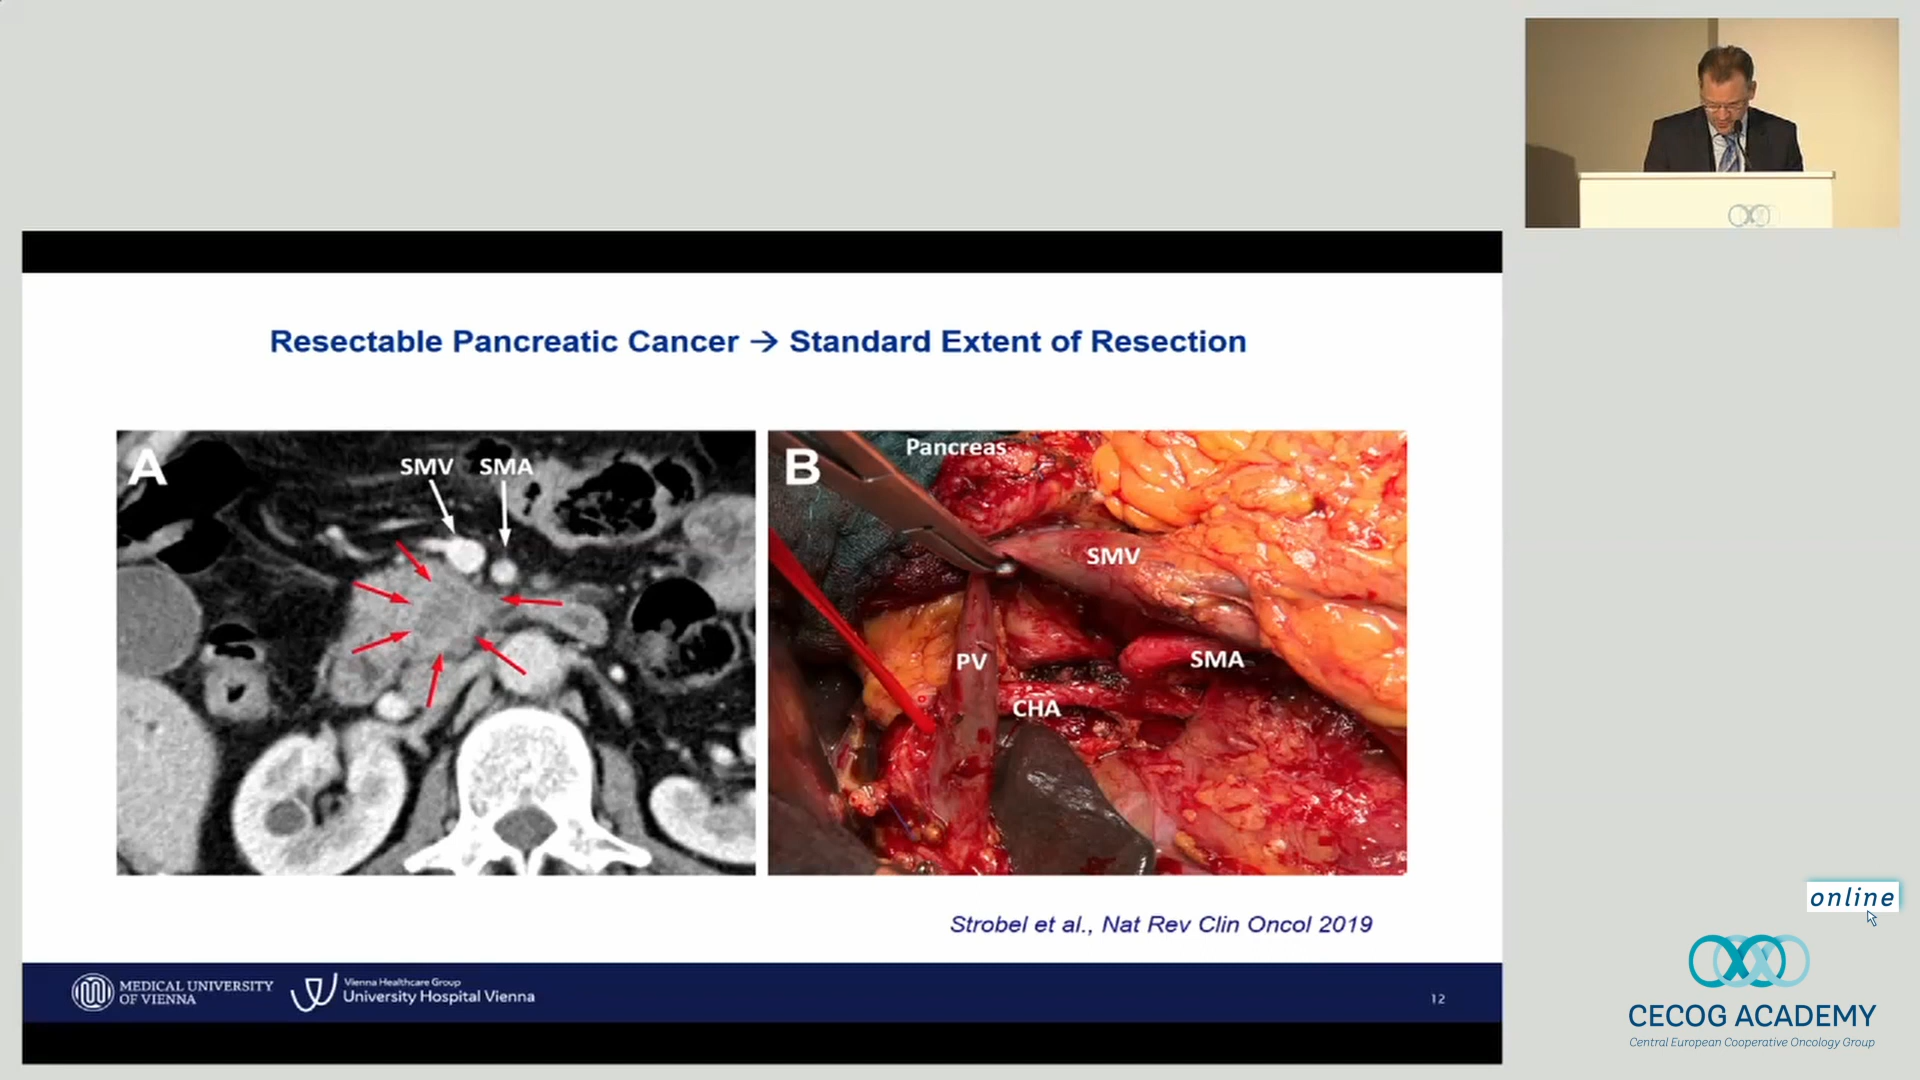 Resectable Pancreatic Cancer → Standard Extent of Resection
A
SMV SMA
B
Pancreas
SMV
PV
SMA
CHA
Strobel et al., Nat Rev Clin Oncol 2019
MEDICAL UNIVERSITY
OF VIENNA
Vienna Healthcare Group
University Hospital Vienna
12
online
CECOG ACADEMY
Central European Cooperative Oncology Group